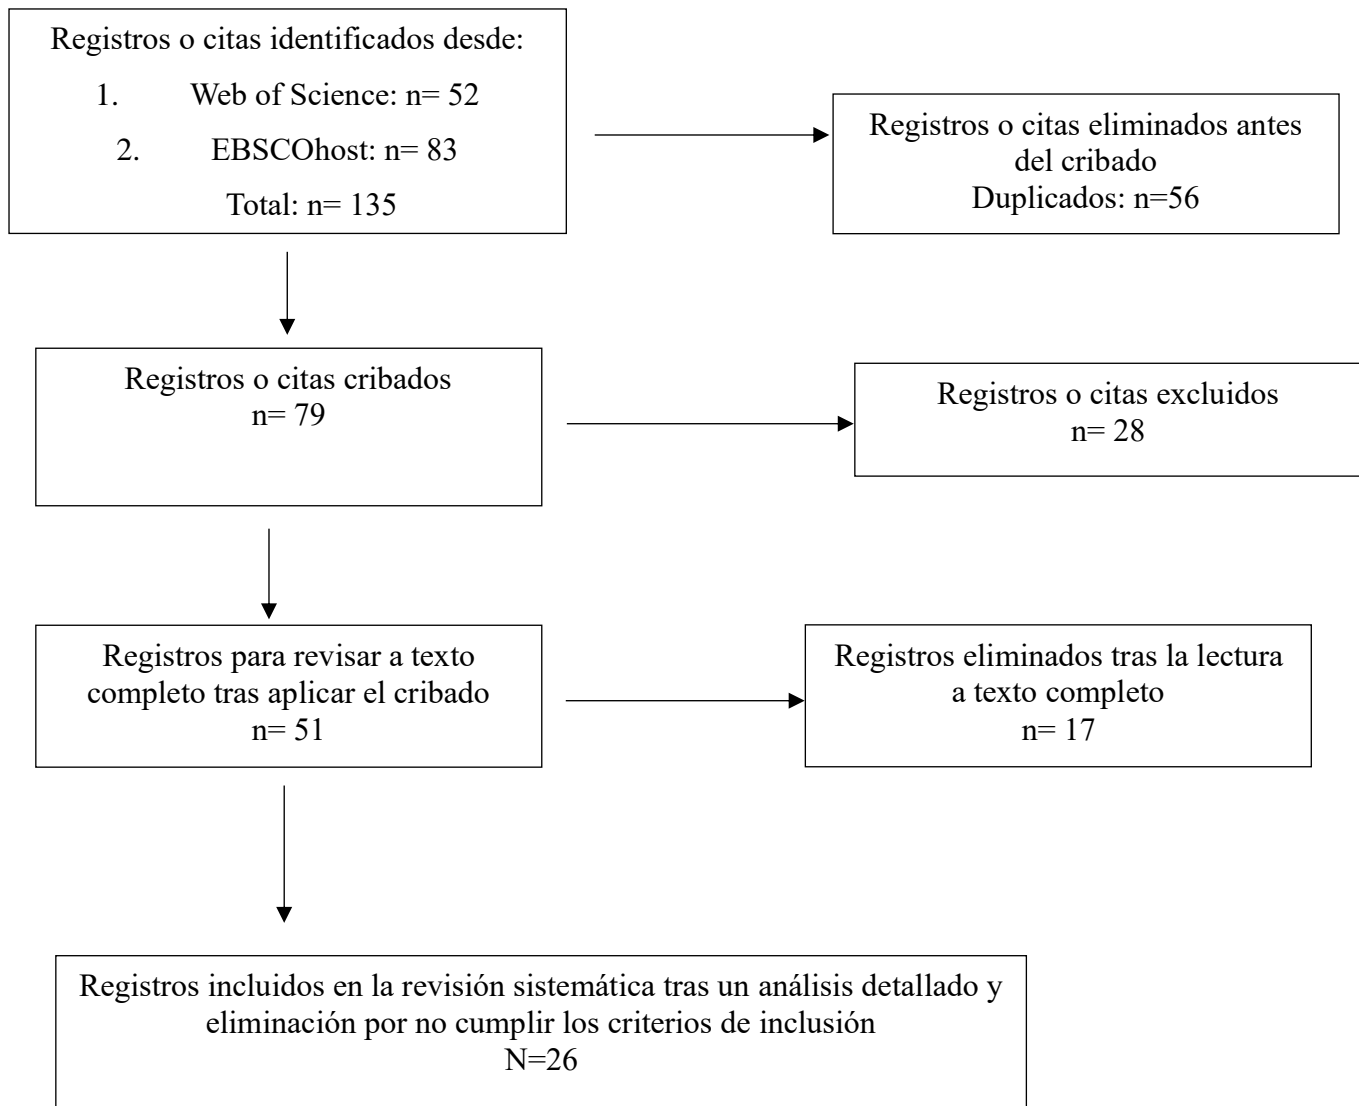 Registros o citas identificados desde:
1. Web of Science: n= 52
2. EBSCOhost: n= 83
Total: n= 135
Registros o citas eliminados antes
del cribado
Duplicados: n=56
Registros o citas cribados
n= 79
Registros o citas excluidos
n= 28
Registros para revisar a texto
completo tras aplicar el cribado
n= 51
Registros eliminados tras la lectura
a texto completo
n= 17
Registros incluidos en la revisión sistemática tras un análisis detallado y
eliminación por no cumplir los criterios de inclusión
N=26